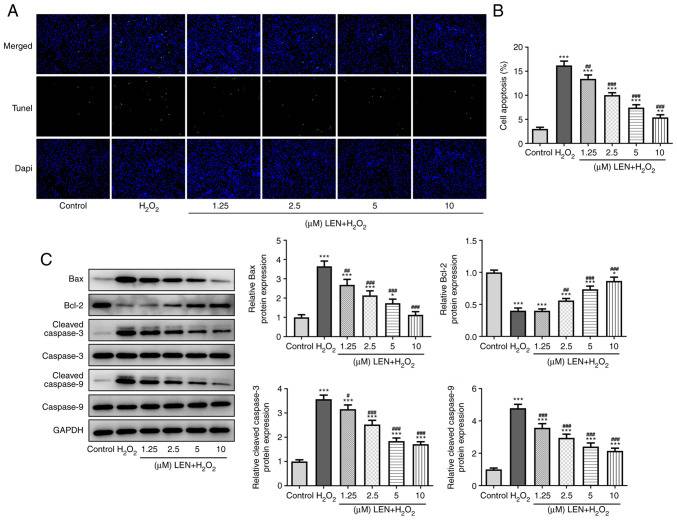 A
Merged
Tunel
Dapi
Control
H2O2
1.25
2.5
5
10
(μM) LEN+H2O2
B
Cell apoptosis (%)
20
15
10
5
0
***
##
***
###
***
###
***
###
**
Control
H2O2
1.25
2.5
5
10
(μM) LEN+H2O2
C
Bax
Bcl-2
Cleaved
caspase-3
Caspase-3
Cleaved
caspase-9
Caspase-9
GAPDH
Control
H2O2
1.25
2.5
5
10
(μM) LEN+H2O2
Relative Bax
protein expression
5
4
3
2
1
0
***
##
***
###
***
###
*
###
Control
H2O2
1.25
2.5
5
10
(μM) LEN+H2O2
Relative Bcl-2
protein expression
1.5
1.0
0.5
0.0
***
***
##
***
###
***
###
*
Control
H2O2
1.25
2.5
5
10
(μM) LEN+H2O2
Relative cleaved caspase-3
protein expression
4
3
2
1
0
***
#
***
###
***
###
***
###
***
Control
H2O2
1.25
2.5
5
10
(μM) LEN+H2O2
Relative cleaved caspase-9
protein expression
6
4
2
0
***
###
***
###
***
###
***
###
***
Control
H2O2
1.25
2.5
5
10
(μM) LEN+H2O2